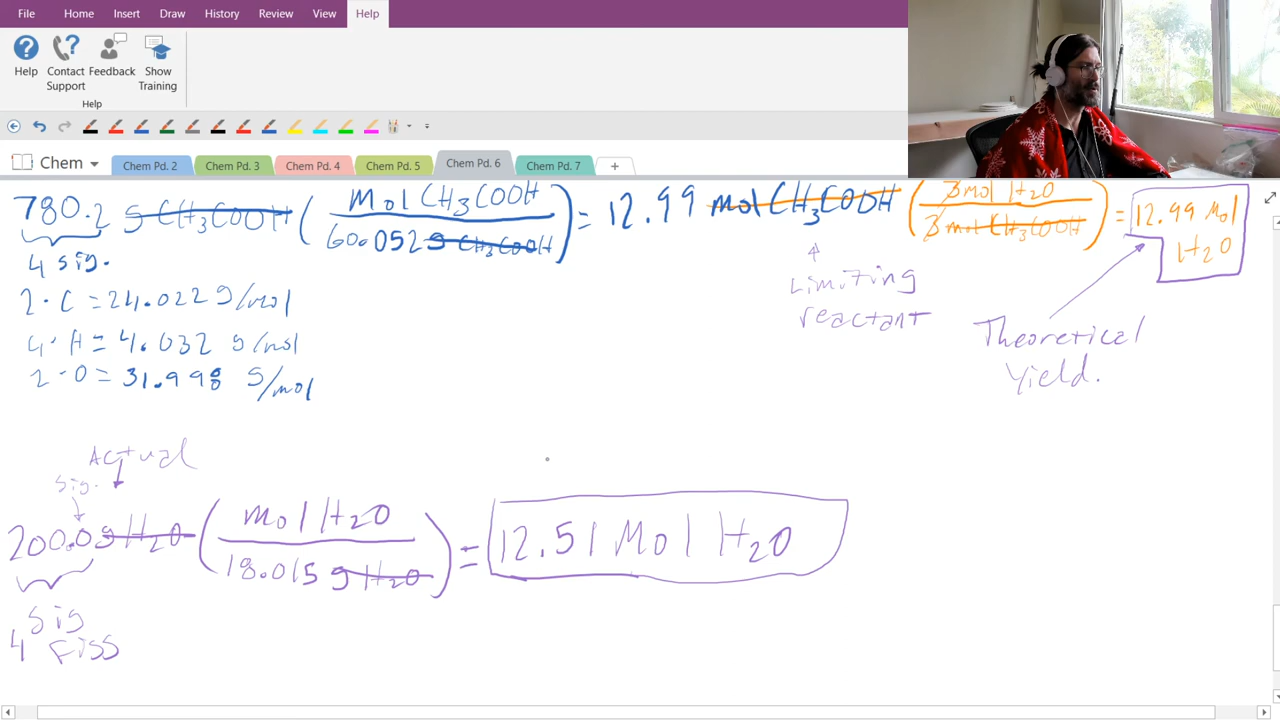 File Home Insert Draw History Review View Help
Help Contact Support Feedback Show Training
Help
Chem Chem Pd. 2 Chem Pd. 3 Chem Pd. 4 Chem Pd. 5 Chem Pd. 6 Chem Pd. 7 +
780.2 g CH3COOH (mol CH3COOH / 60.052 g CH3COOH) = 12.99 mol CH3COOH (3 mol H2O / 3 mol CH3COOH) = 12.99 Mol H2O
4 sig.
2 · C = 24.022 g/mol
4 · H = 4.032 g/mol
2 · O = 31.998 g/mol
Limiting
reactant
Theoretical
Yield.
Actual
sig.
200.0g H2O (mol H2O / 18.015 g H2O) = 12.51 Mol H2O
4 sig
Figs